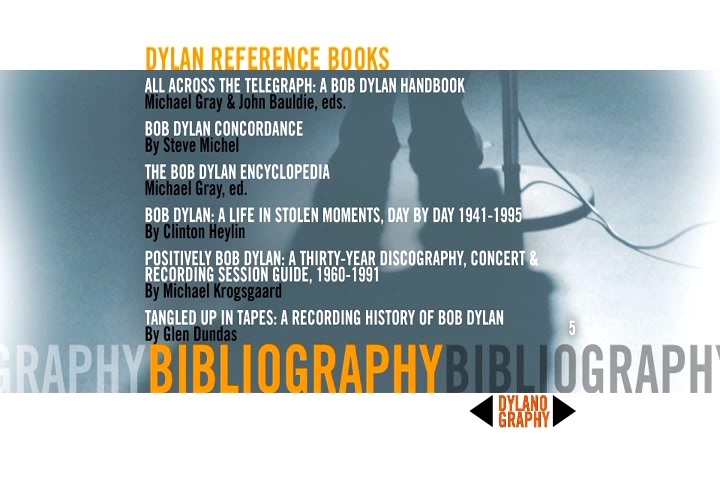 DYLAN REFERENCE BOOKS
ALL ACROSS THE TELEGRAPH: A BOB DYLAN HANDBOOK
Michael Gray & John Bauldie, eds.
BOB DYLAN CONCORDANCE
By Steve Michel
THE BOB DYLAN ENCYCLOPEDIA
Michael Gray, ed.
BOB DYLAN: A LIFE IN STOLEN MOMENTS, DAY BY DAY 1941-1995
By Clinton Heylin
POSITIVELY BOB DYLAN: A THIRTY-YEAR DISCOGRAPHY, CONCERT &
RECORDING SESSION GUIDE, 1960-1991
By Michael Krogsgaard
TANGLED UP IN TAPES: A RECORDING HISTORY OF BOB DYLAN
By Glen Dundas
5
GRAPHYBIBLIOGRAPHYBIBLIOGRAPHY
DYLANO
GRAPHY